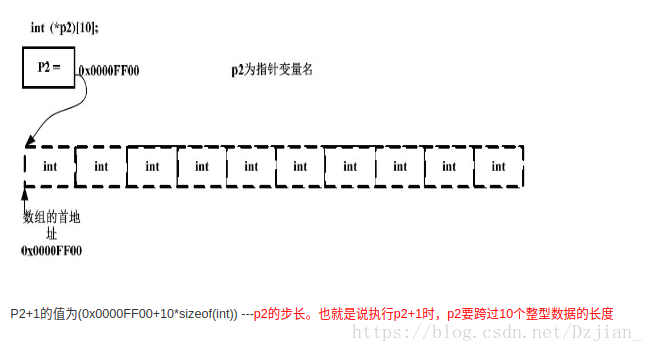 int (*p2)[10];
P2 =
0x0000FF00
p2为指针变量名
int int int int int int int int int int
数组的首地
址
0x0000FF00
P2+1的值为(0x0000FF00+10*sizeof(int)) ---p2的步长。也就是说执行p2+1时，p2要跨过10个整型数据的长度
https://blog.csdn.net/Dzjian_